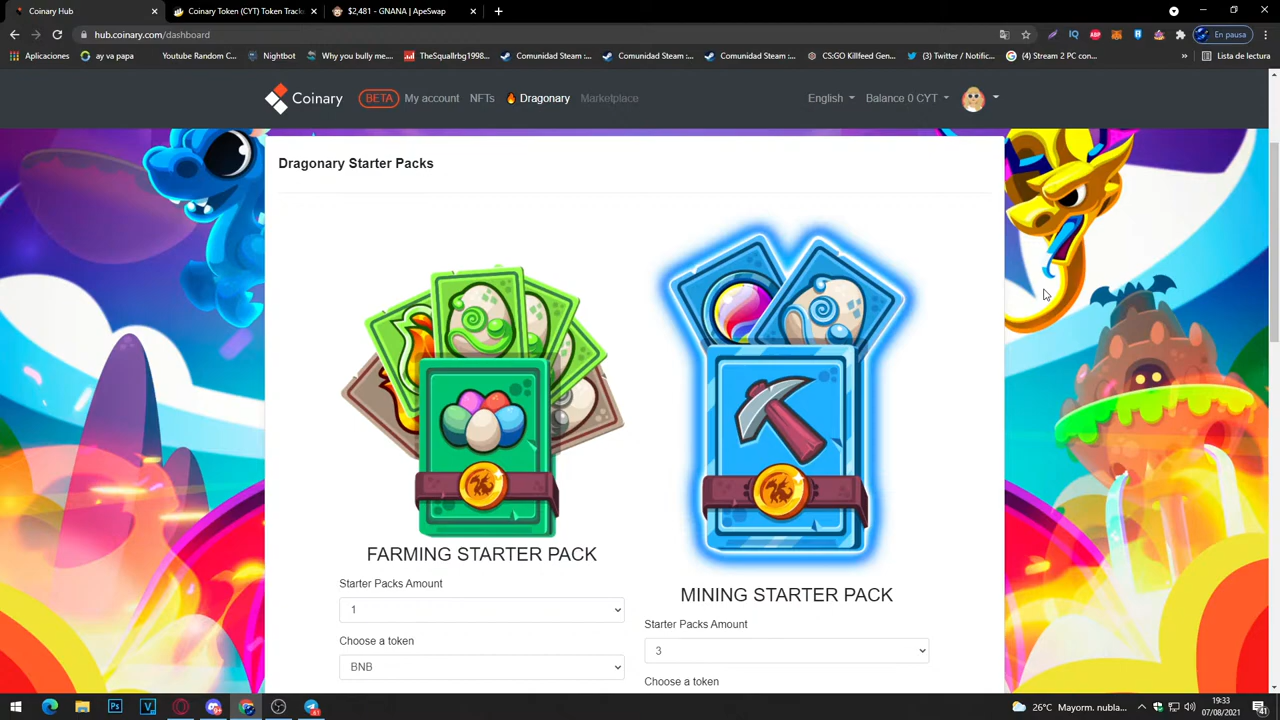 Coinary Hub
Coinary Token (CYT) Token Track
$2,481 - GNANA | ApeSwap
hub.coinary.com/dashboard
En pausa
Aplicaciones
ay va papa
Youtube Random C...
Nightbot
Why you bully me...
TheSquallrbg1998...
Comunidad Steam :...
Comunidad Steam :...
Comunidad Steam :...
CS:GO Killfeed Gen...
(3) Twitter / Notific...
(4) Stream 2 PC con...
»
Lista de lectura
Coinary
BETA
My account
NFTs
Dragonary
Marketplace
English
Balance 0 CYT
Dragonary Starter Packs
FARMING STARTER PACK
Starter Packs Amount
1
Choose a token
BNB
MINING STARTER PACK
Starter Packs Amount
3
Choose a token
26°C Mayorm. nubla...
19:33
07/08/2021